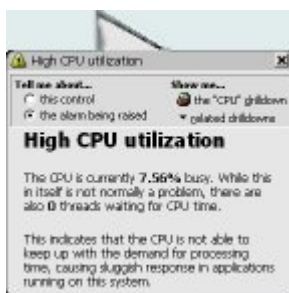 High CPU utilization
Tell me about... Show me...
this control the "CPU" drilldown
the alarm being raised related drilldowns
High CPU utilization
The CPU is currently 7.56% busy. While this
in itself is not normally a problem, there are
also 0 threads waiting for CPU time.
This indicates that the CPU is not able to
keep up with the demand for processing
time, causing sluggish response in applications
running on this system.